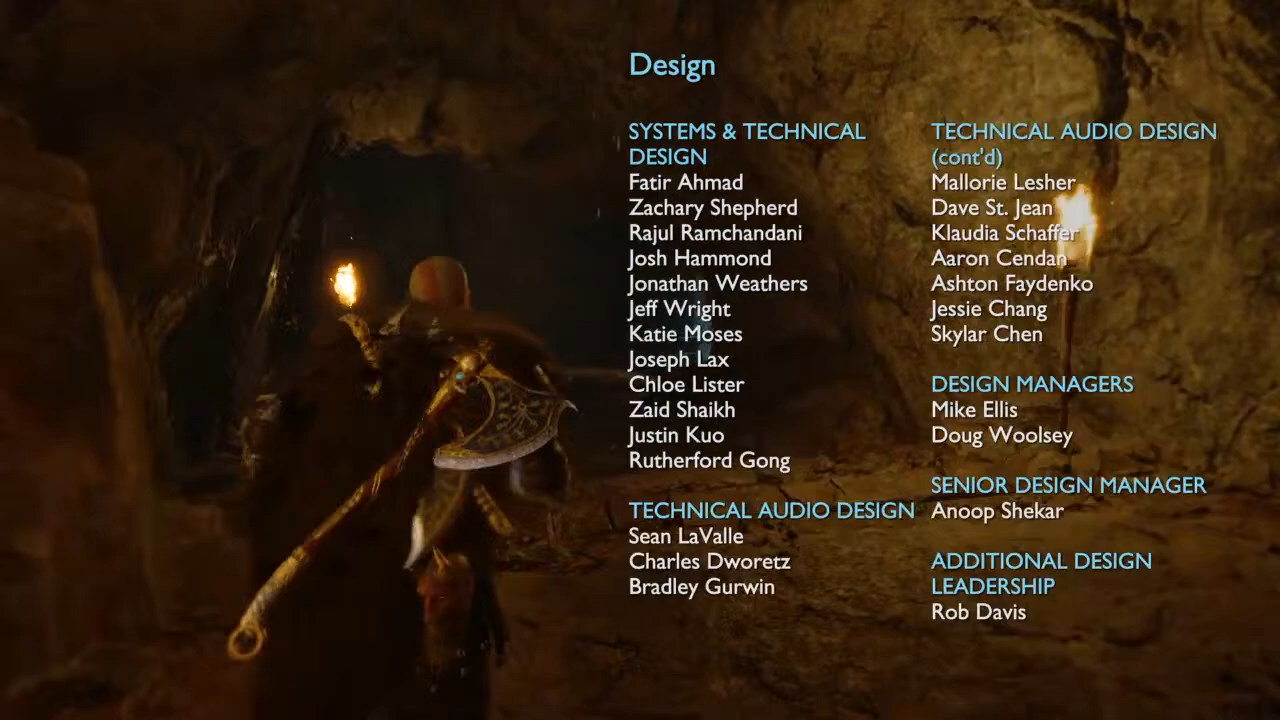 Design
SYSTEMS & TECHNICAL
DESIGN
Fatir Ahmad
Zachary Shepherd
Rajul Ramchandani
Josh Hammond
Jonathan Weathers
Jeff Wright
Katie Moses
Joseph Lax
Chloe Lister
Zaid Shaikh
Justin Kuo
Rutherford Gong
TECHNICAL AUDIO DESIGN
Sean LaValle
Charles Dworetz
Bradley Gurwin
TECHNICAL AUDIO DESIGN
(cont'd)
Mallorie Lesher
Dave St. Jean
Klaudia Schaffer
Aaron Cendan
Ashton Faydenko
Jessie Chang
Skylar Chen
DESIGN MANAGERS
Mike Ellis
Doug Woolsey
SENIOR DESIGN MANAGER
Anoop Shekar
ADDITIONAL DESIGN
LEADERSHIP
Rob Davis